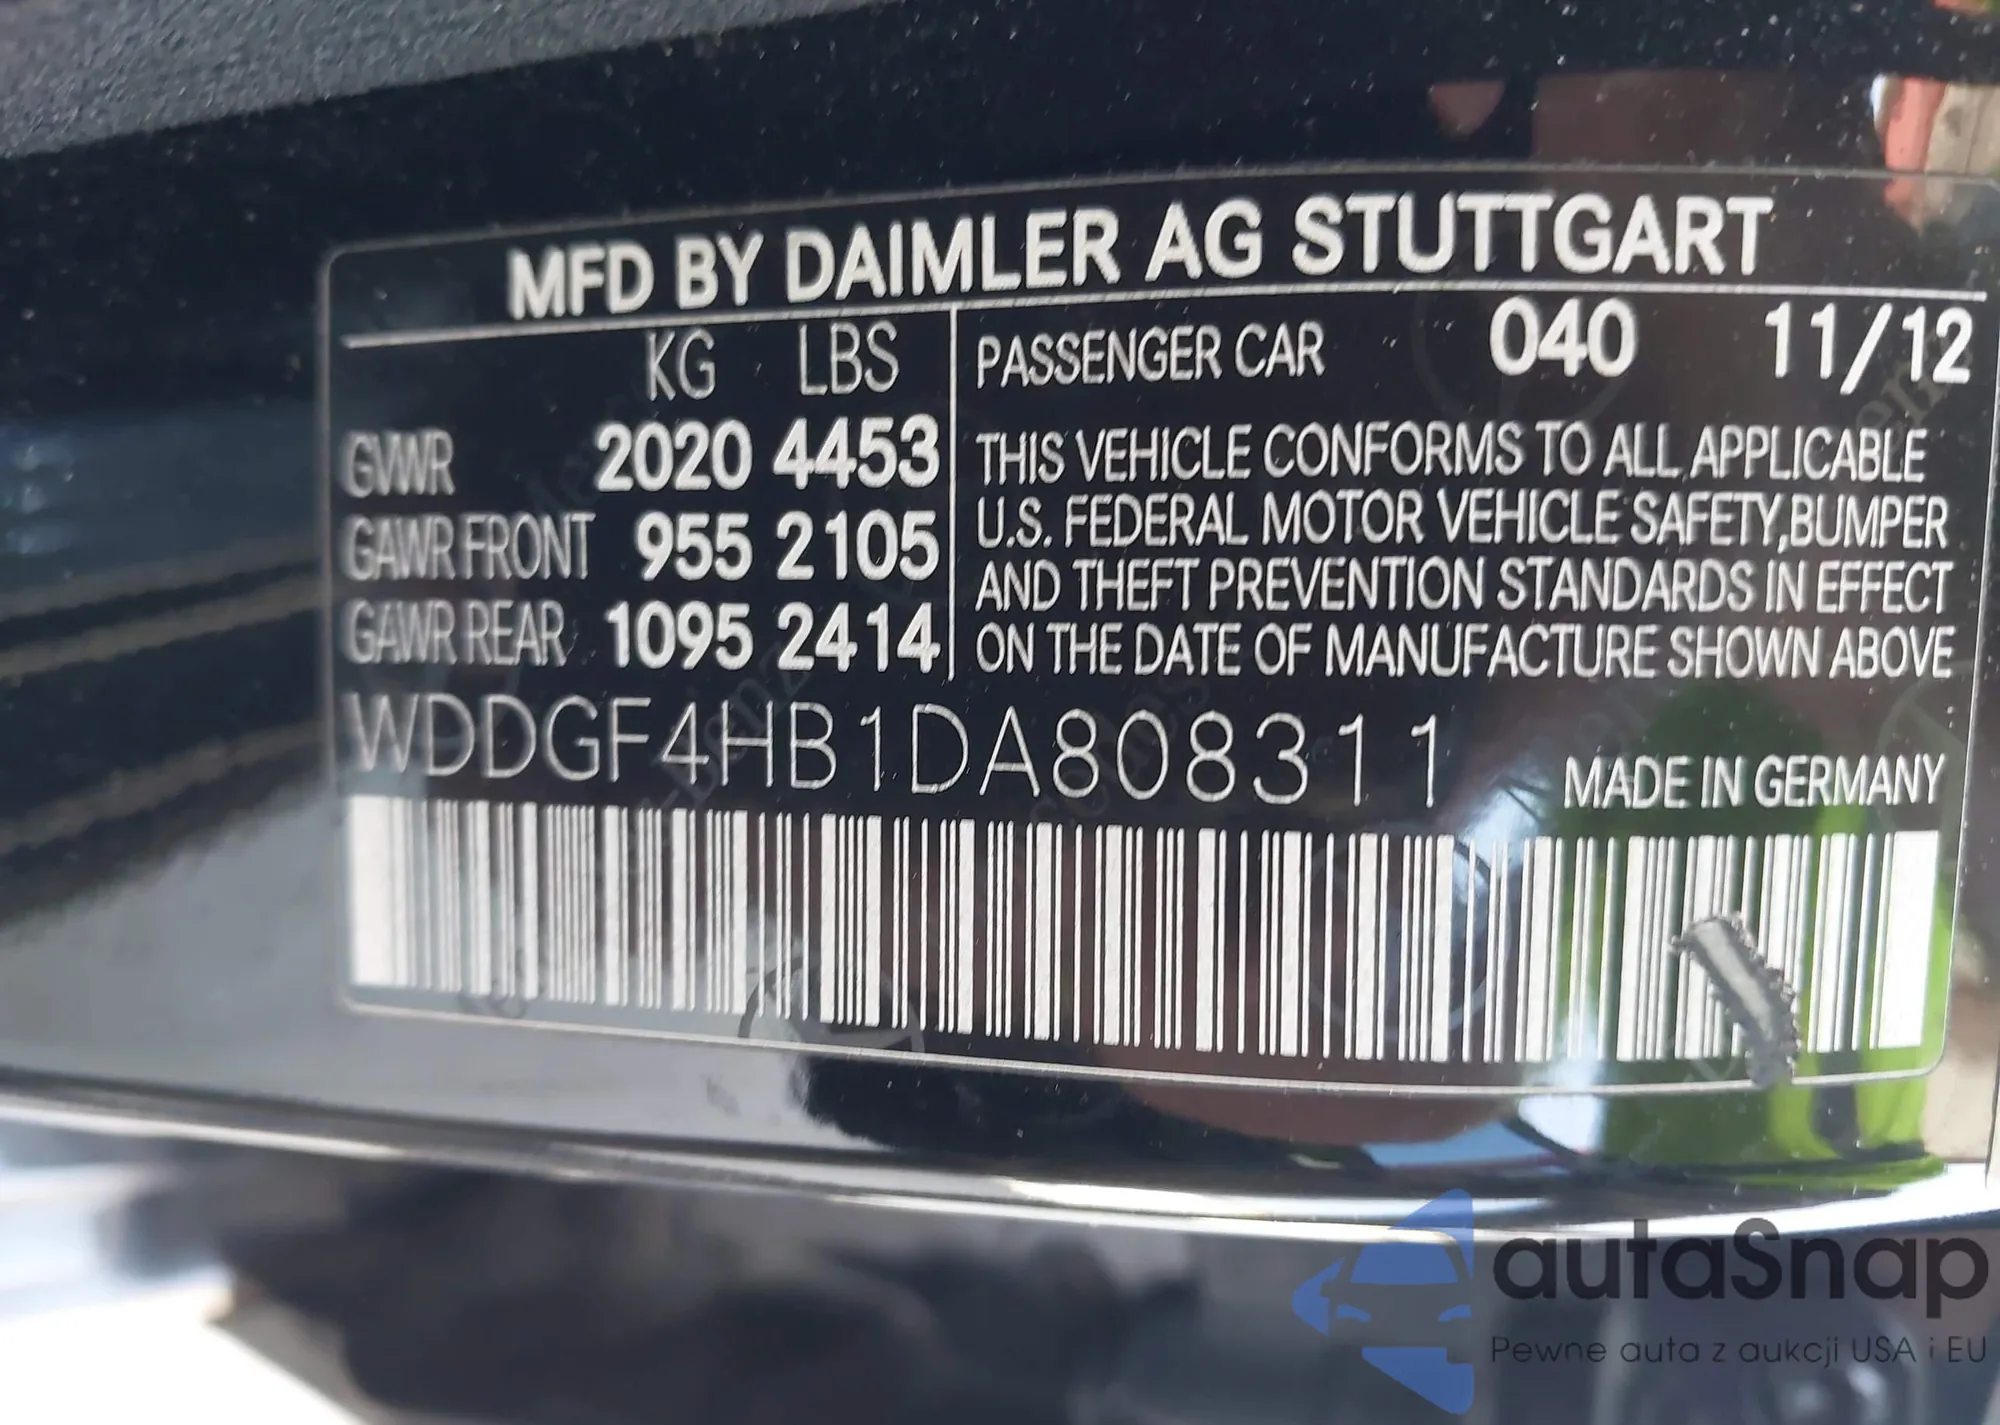 MFD BY DAIMLER AG STUTTGART
KG LBS
GVWR 2020 4453
GAWR FRONT 955 2105
GAWR REAR 1095 2414
PASSENGER CAR 040 11/12
THIS VEHICLE CONFORMS TO ALL APPLICABLE
U.S. FEDERAL MOTOR VEHICLE SAFETY, BUMPER
AND THEFT PREVENTION STANDARDS IN EFFECT
ON THE DATE OF MANUFACTURE SHOWN ABOVE
WDDGF4HB1DA808311
MADE IN GERMANY
autaSnap
Pewne auta z aukcji USA i EU